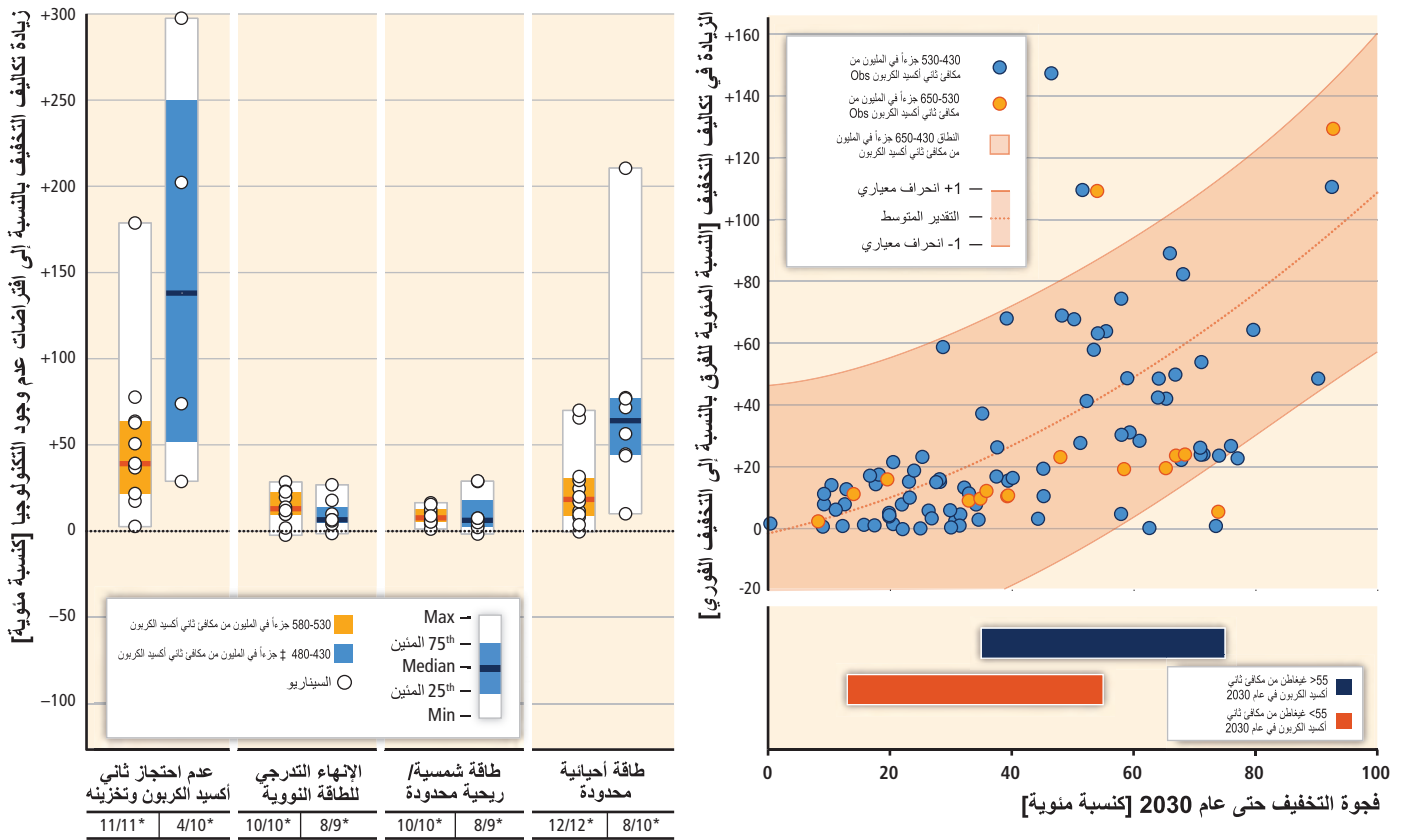 زيادة تكاليف التخفيف بالنسبة إلى افتراضات عدم وجود التكنولوجيا [كنسبة مئوية]
+300
+250
+200
+150
+100
+50
0
−50
−100
530-580 جزءاً في المليون من مكافئ ثاني أكسيد الكربون
430-480 ‡ جزءاً في المليون من مكافئ ثاني أكسيد الكربون
السيناريو
Max
75th المئين
Median
25th المئين
Min
عدم احتجاز ثاني
أكسيد الكربون وتخزينه
الإنهاء التدرجي
للطاقة النووية
طاقة شمسية/
ريحية محدودة
طاقة أحيائية
محدودة
11/11* 4/10* 10/10* 8/9* 10/10* 8/9* 12/12* 8/10*
الزيادة في تكاليف التخفيف [النسبة المئوية للفرق بالنسبة إلى التخفيف الفوري]
+160
+140
+120
+100
+80
+60
+40
+20
0
-20
430-530 جزءاً في المليون من
مكافئ ثاني أكسيد الكربون Obs
530-650 جزءاً في المليون من
مكافئ ثاني أكسيد الكربون Obs
النطاق 430-650 جزءاً في المليون
من مكافئ ثاني أكسيد الكربون
+1 انحراف معياري
التقدير المتوسط
-1 انحراف معياري
<55 غيغاطن من مكافئ ثاني
أكسيد الكربون في عام 2030
>55 غيغاطن من مكافئ ثاني
أكسيد الكربون في عام 2030
0 20 40 60 80 100
فجوة التخفيف حتى عام 2030 [كنسبة مئوية]